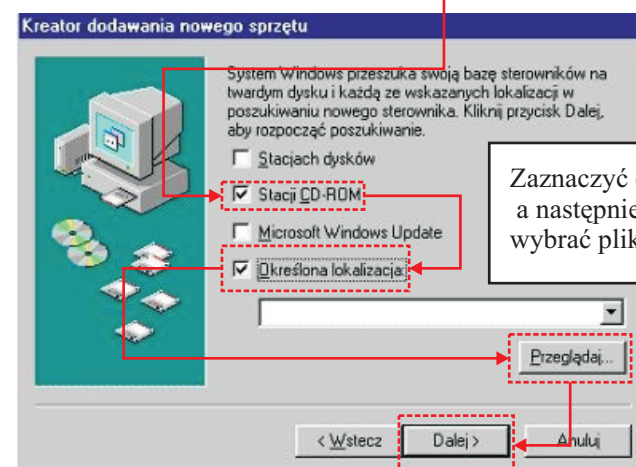 Kreator dodawania nowego sprzętu
System Windows przeszuka swoją bazę sterowników na
twardym dysku i każdą ze wskazanych lokalizacji w
poszukiwaniu nowego sterownika. Kliknij przycisk Dalej,
aby rozpocząć poszukiwanie.
Stacjach dysków
Stacji CD-ROM
Microsoft Windows Update
Określona lokalizacja:
Zaznaczyć
a następnie
wybrać plik
Przeglądaj...
< Wstecz
Dalej >
Anuluj